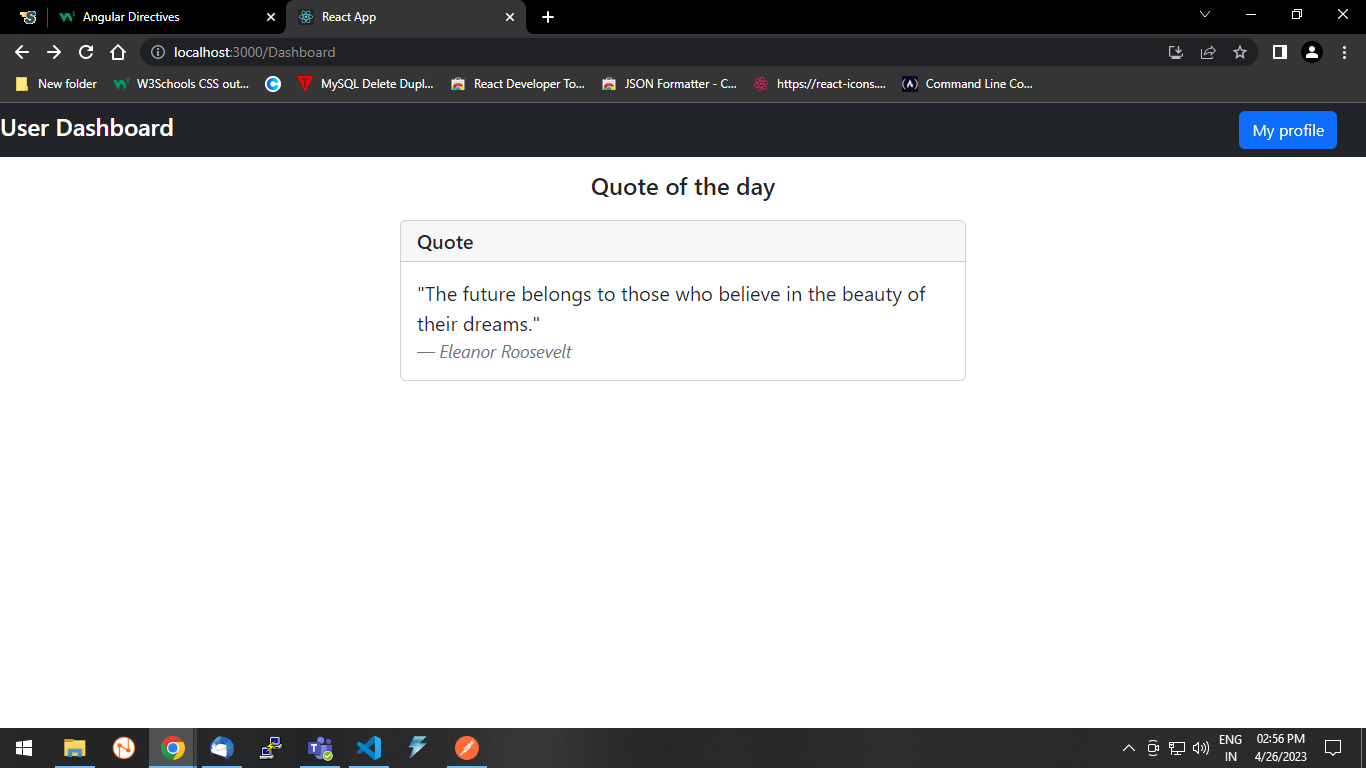 Angular Directives
React App
localhost:3000/Dashboard
New folder
W3Schools CSS out...
MySQL Delete Dupl...
React Developer To...
JSON Formatter - C...
https://react-icons....
Command Line Co...
User Dashboard
My profile
Quote of the day
Quote
"The future belongs to those who believe in the beauty of
their dreams."
— Eleanor Roosevelt
ENG
IN
02:56 PM
4/26/2023